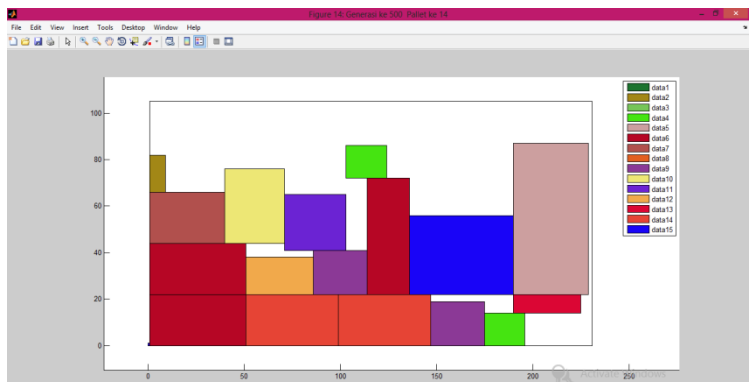 Figure 14: Generasi ke 500 Pallet ke 14
File Edit View Insert Tools Desktop Window Help
data1
data2
data3
data4
data5
data6
data7
data8
data9
data10
data11
data12
data13
data14
data15
100
80
60
40
20
0
0 50 100 150 200 250
Activate Windows